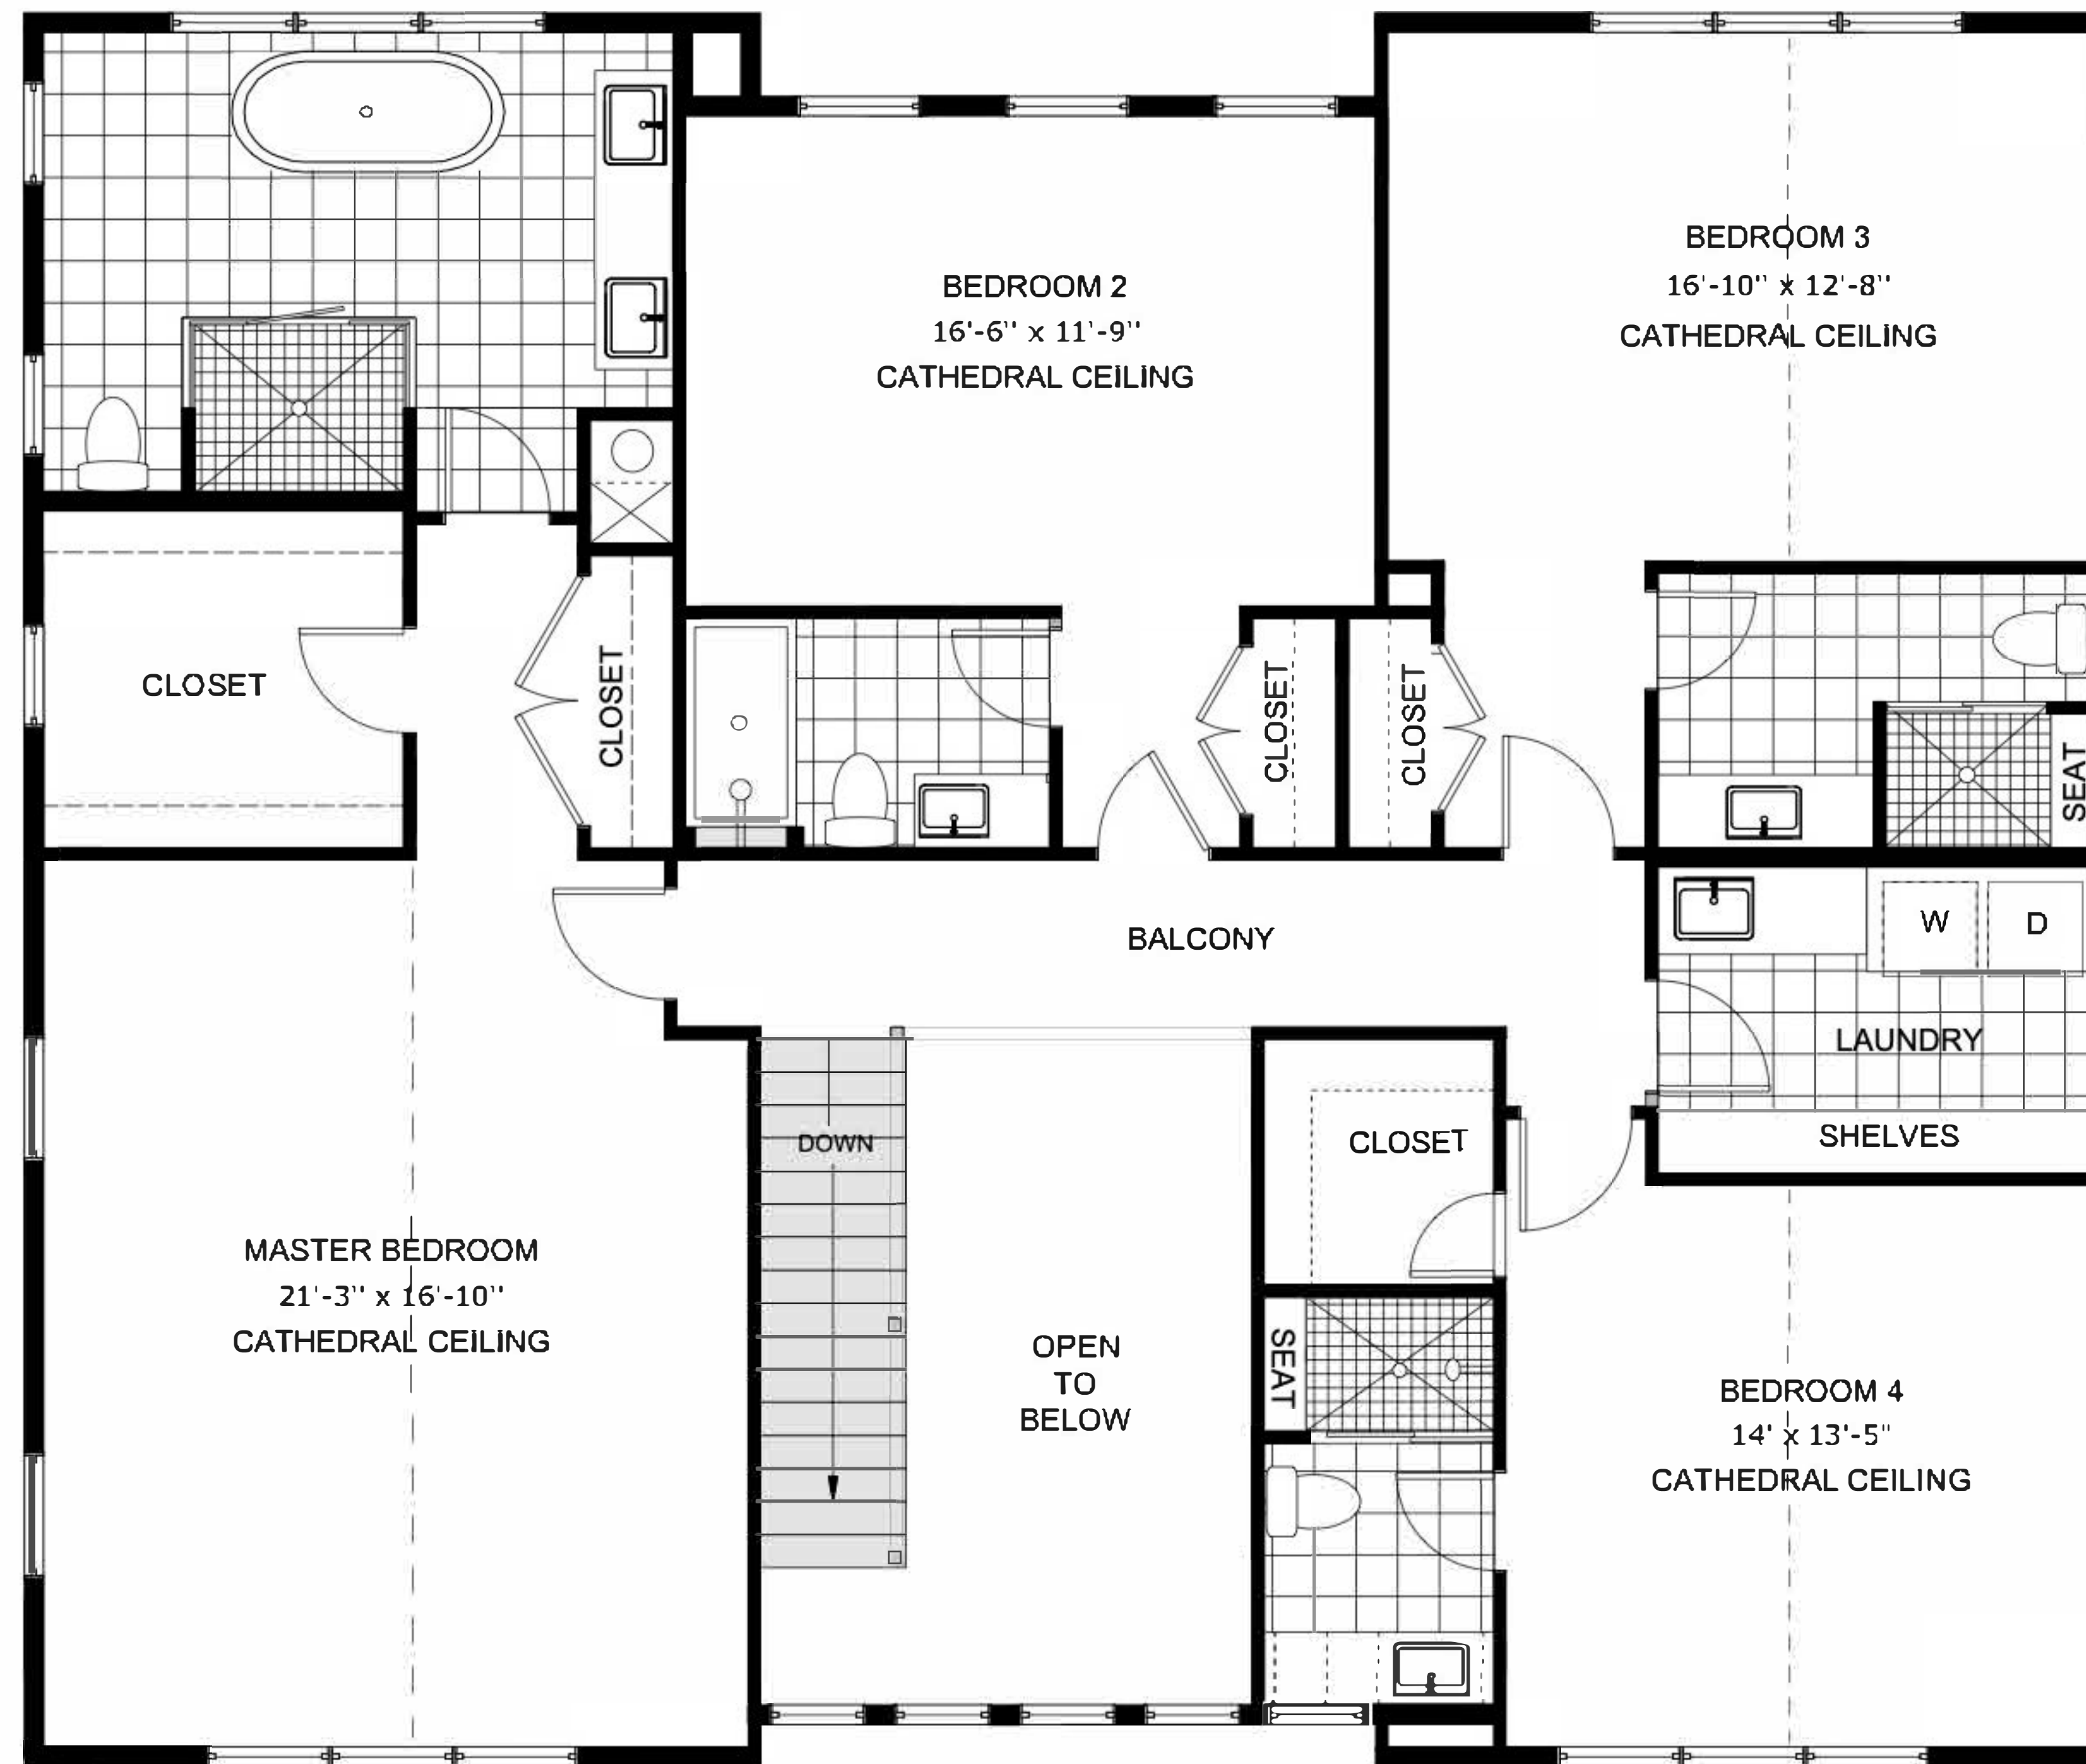 BEDROOM 2
16'-6" x 11'-9"
CATHEDRAL CEILING
BEDROOM 3
16'-10" x 12'-8"
CATHEDRAL CEILING
CLOSET
CLOSET
CLOSET
CLOSET
SEAT
BALCONY
W
D
LAUNDRY
SHELVES
DOWN
CLOSET
MASTER BEDROOM
21'-3" x 16'-10"
CATHEDRAL CEILING
OPEN
TO
BELOW
SEAT
BEDROOM 4
14' x 13'-5"
CATHEDRAL CEILING